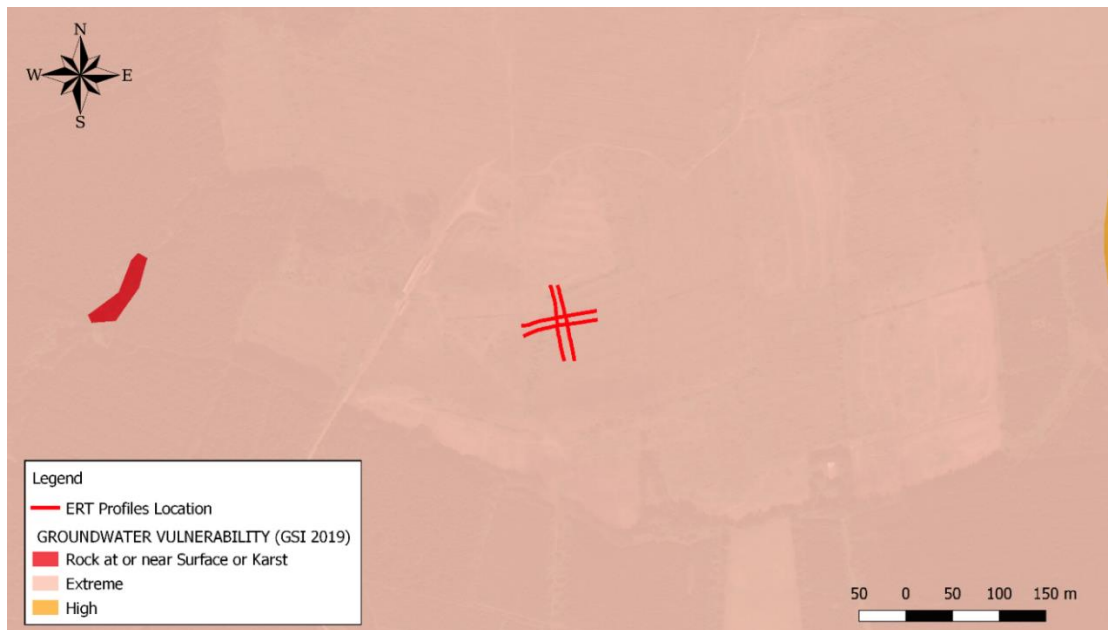 N
W E
S
Legend
ERT Profiles Location
GROUNDWATER VULNERABILITY (GSI 2019)
Rock at or near Surface or Karst
Extreme
High
50 0 50 100 150 m